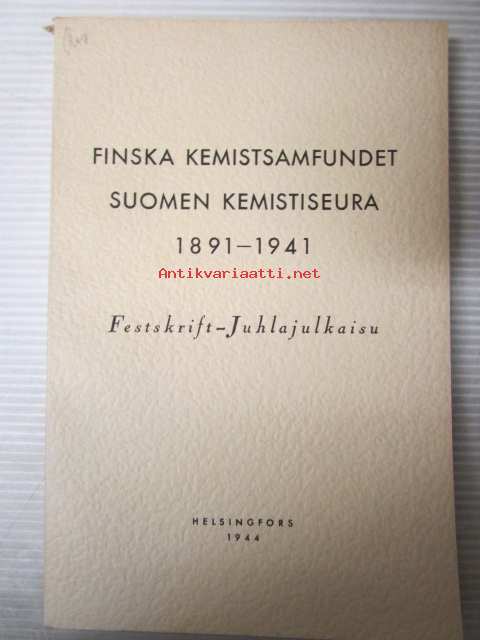 FINSKA KEMISTSAMFUNDET
SUOMEN KEMISTISEURA
1891–1941
Antikvariaatti.net
Festskrift–Juhlajulkaisu
HELSINGFORS
1944